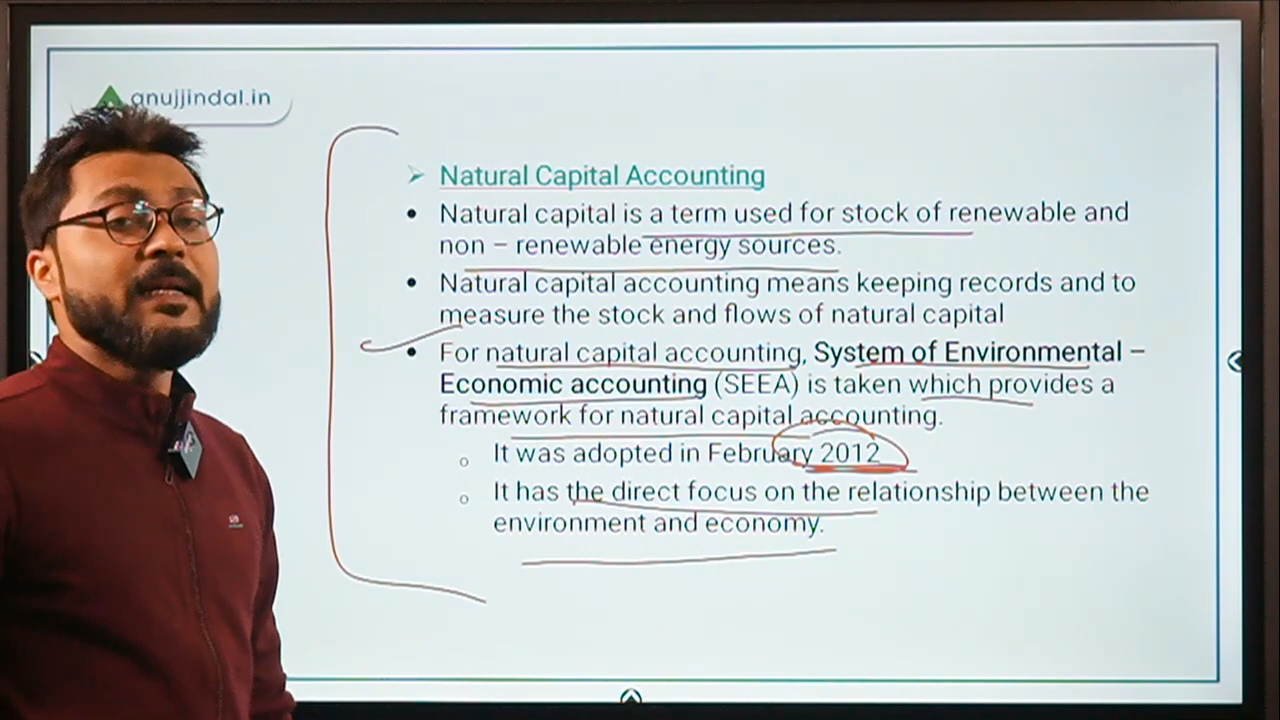 anujjindal.in
➢ Natural Capital Accounting
• Natural capital is a term used for stock of renewable and
non – renewable energy sources.
• Natural capital accounting means keeping records and to
measure the stock and flows of natural capital
• For natural capital accounting, System of Environmental –
Economic accounting (SEEA) is taken which provides a
framework for natural capital accounting.
o It was adopted in February 2012
o It has the direct focus on the relationship between the
environment and economy.